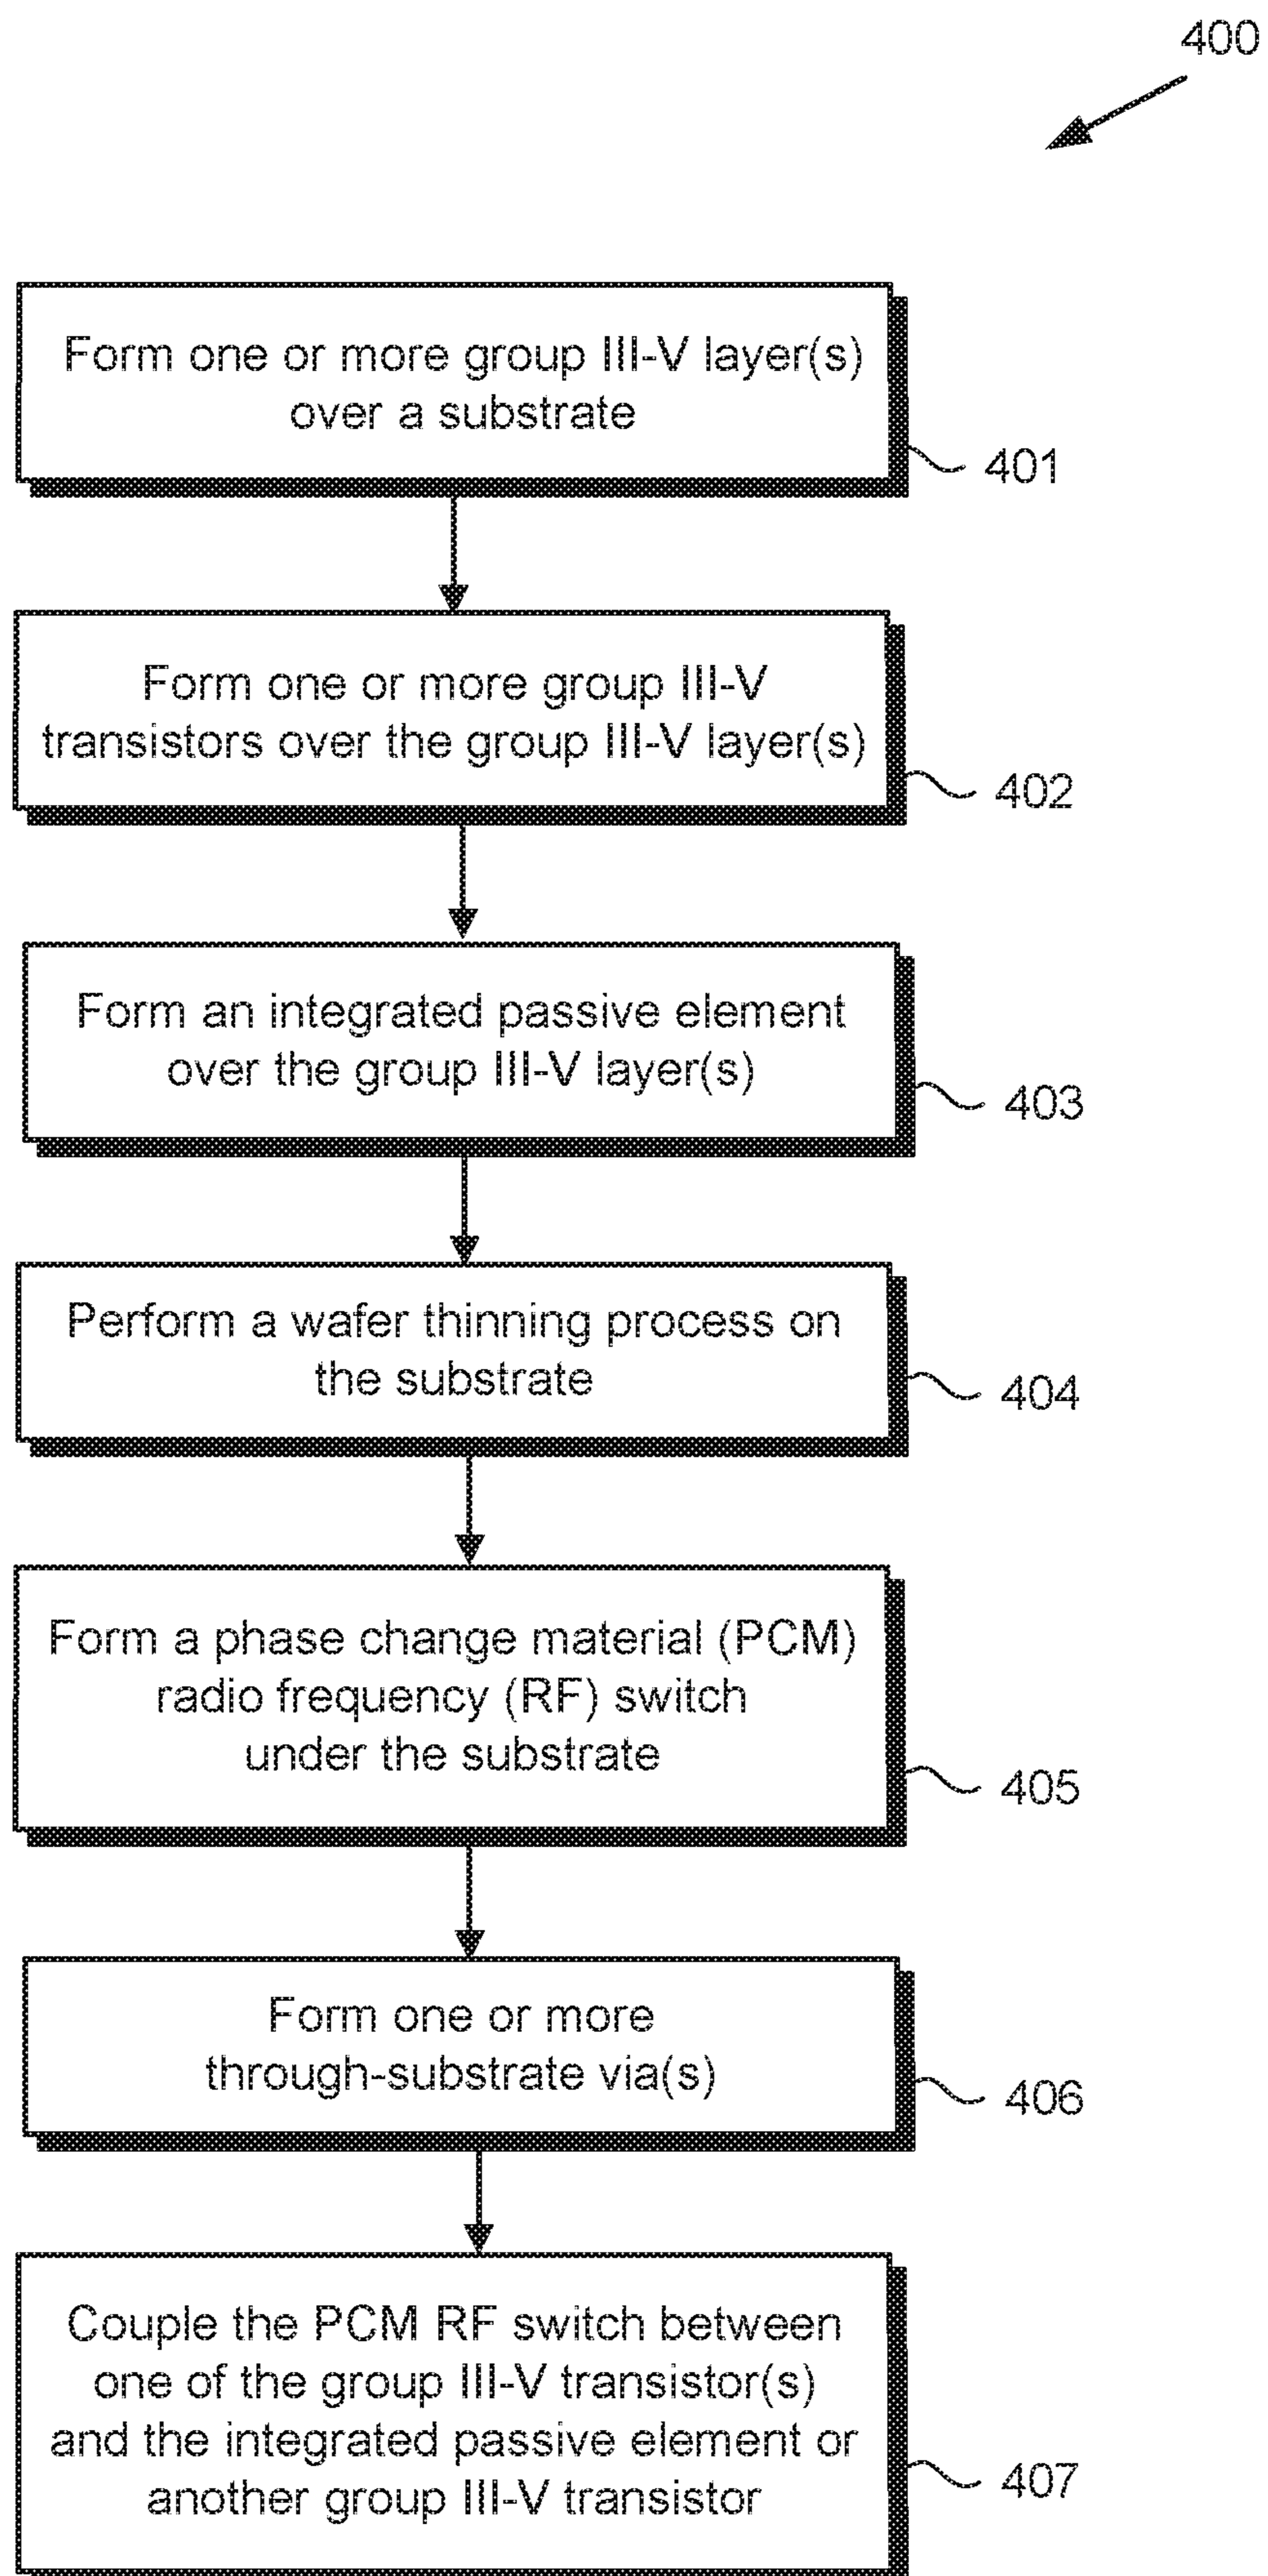 400
Form one or more group III-V layer(s)
over a substrate
401
Form one or more group III-V
transistors over the group III-V layer(s)
402
Form an integrated passive element
over the group III-V layer(s)
403
Perform a wafer thinning process on
the substrate
404
Form a phase change material (PCM)
radio frequency (RF) switch
under the substrate
405
Form one or more
through-substrate via(s)
406
Couple the PCM RF switch between
one of the group III-V transistor(s)
and the integrated passive element or
another group III-V transistor
407